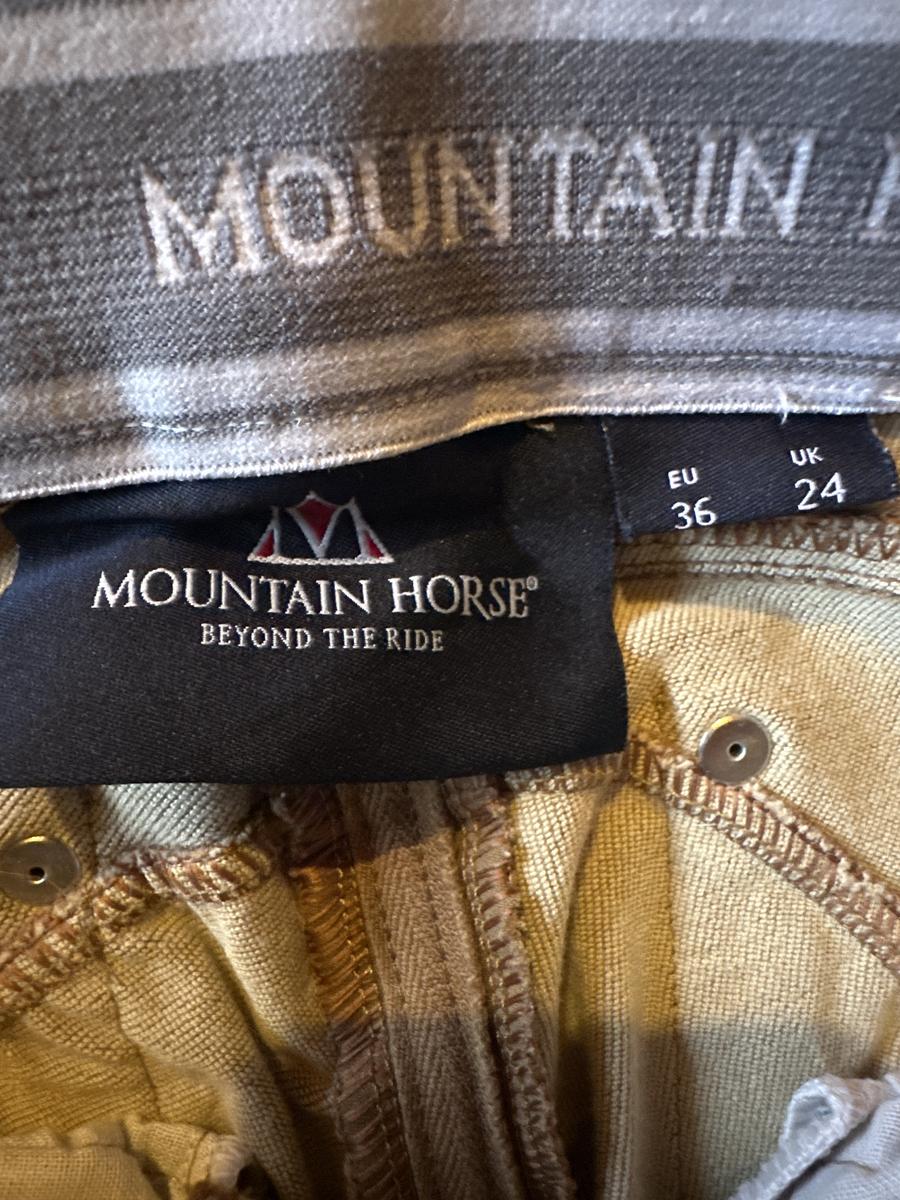 MOUNTAIN
MOUNTAIN HORSE®
BEYOND THE RIDE
EU UK
36 24